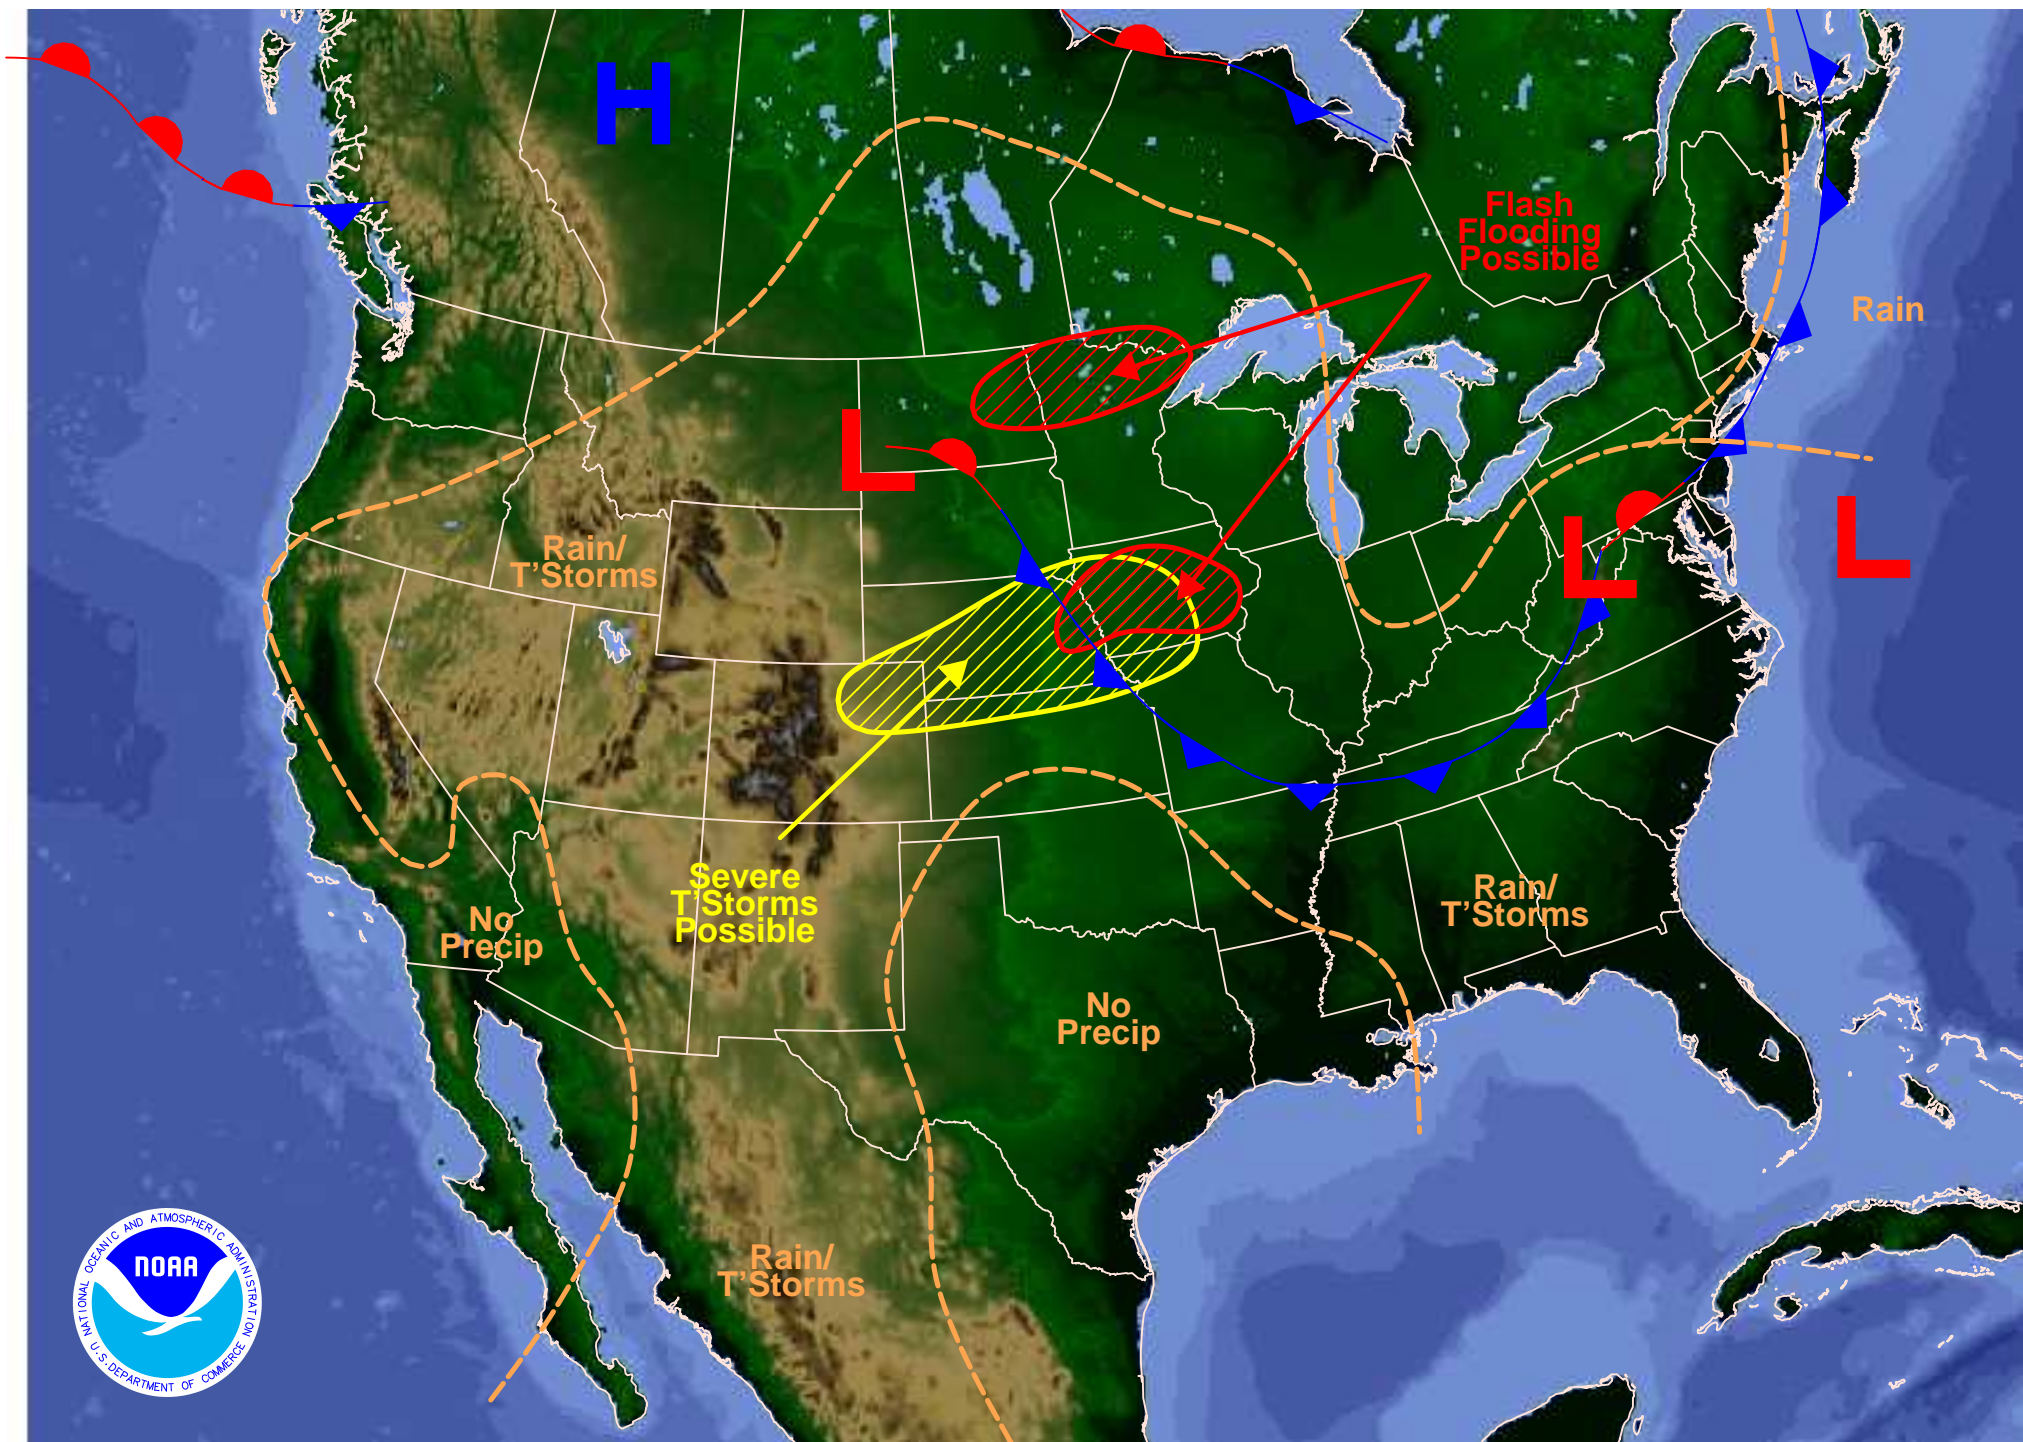 H
Flash
Flooding
Possible
Rain
L
L
L
Rain/
T'Storms
Severe
T'Storms
Possible
Rain/
T'Storms
No
Precip
No
Precip
Rain/
T'Storms
NATIONAL OCEANIC AND ATMOSPHERIC ADMINISTRATION
NOAA
U.S. DEPARTMENT OF COMMERCE